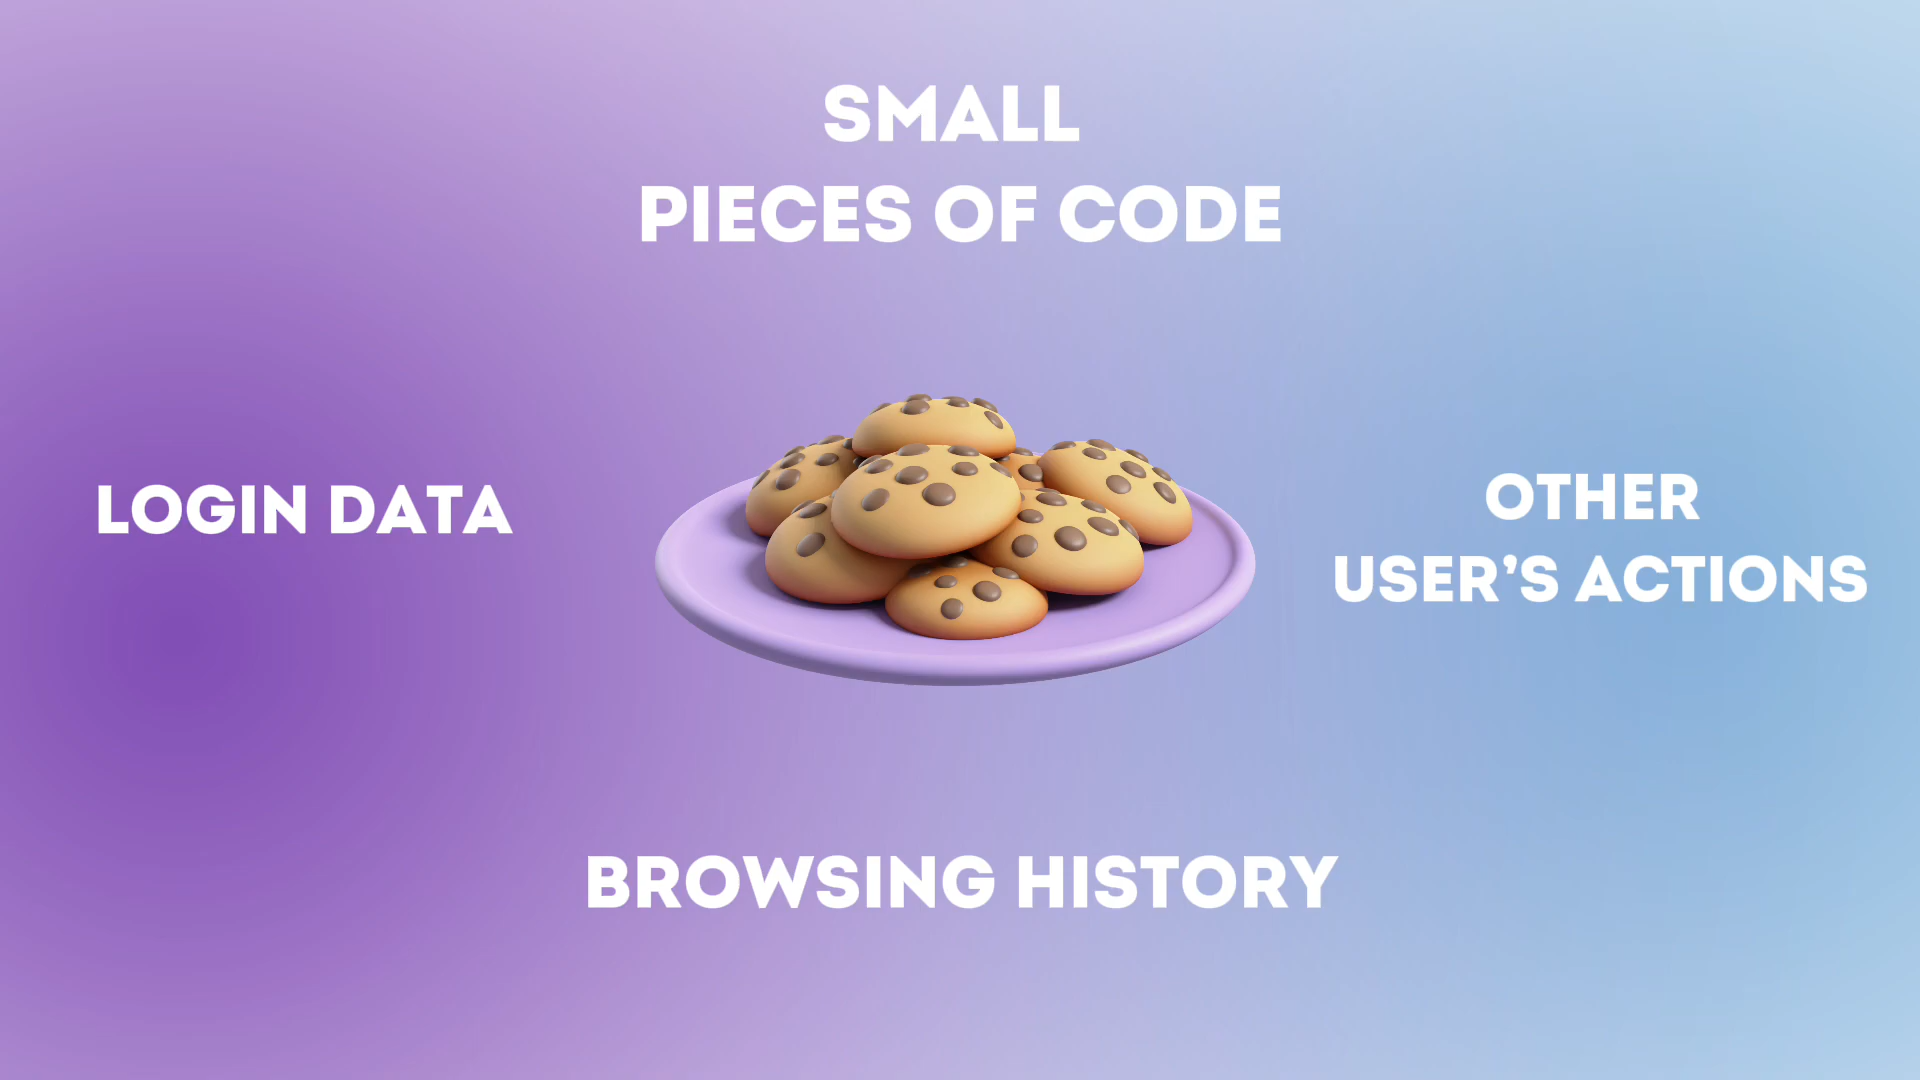 SMALL
PIECES OF CODE
LOGIN DATA
OTHER
USER’S ACTIONS
BROWSING HISTORY